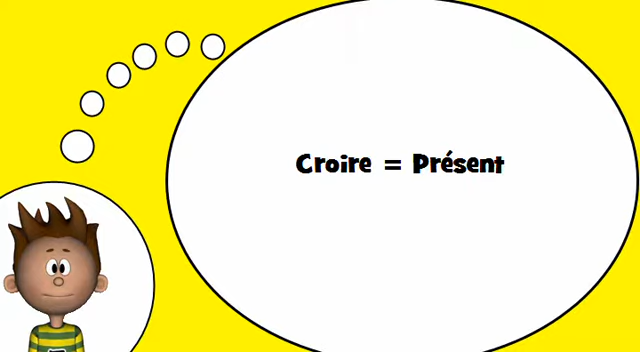 Croire = Présent